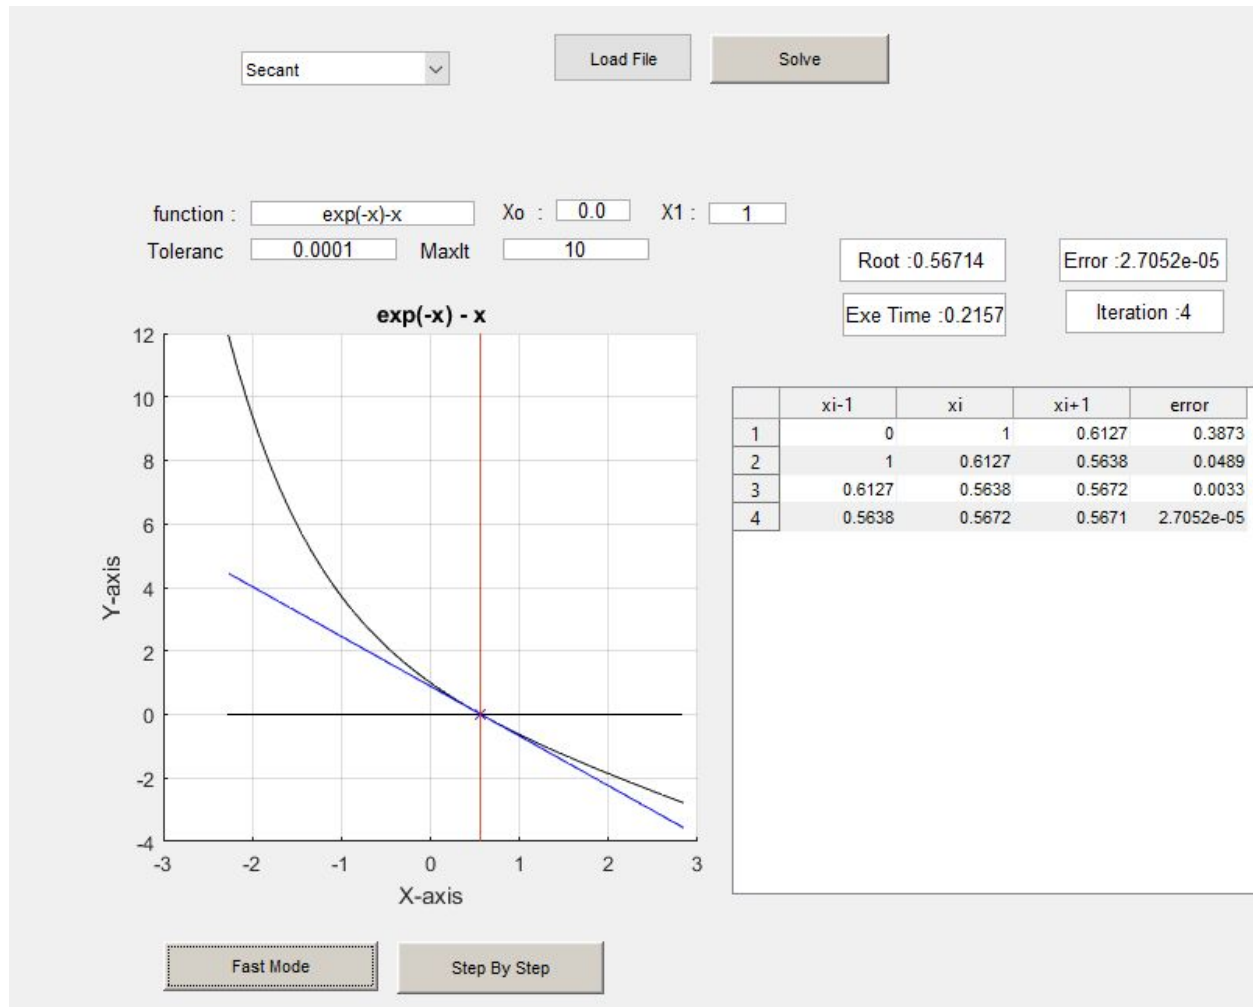 Secant
Load File
Solve
function : exp(-x)-x Xo : 0.0 X1 : 1
Toleranc 0.0001 MaxIt 10
Root :0.56714 Error :2.7052e-05
Exe Time :0.2157 Iteration :4
exp(-x) - x
12
10
8
6
4
2
0
-2
-4
Y-axis
-3 -2 -1 0 1 2 3
X-axis
xi-1 xi xi+1 error
1 0 1 0.6127 0.3873
2 1 0.6127 0.5638 0.0489
3 0.6127 0.5638 0.5672 0.0033
4 0.5638 0.5672 0.5671 2.7052e-05
Fast Mode
Step By Step